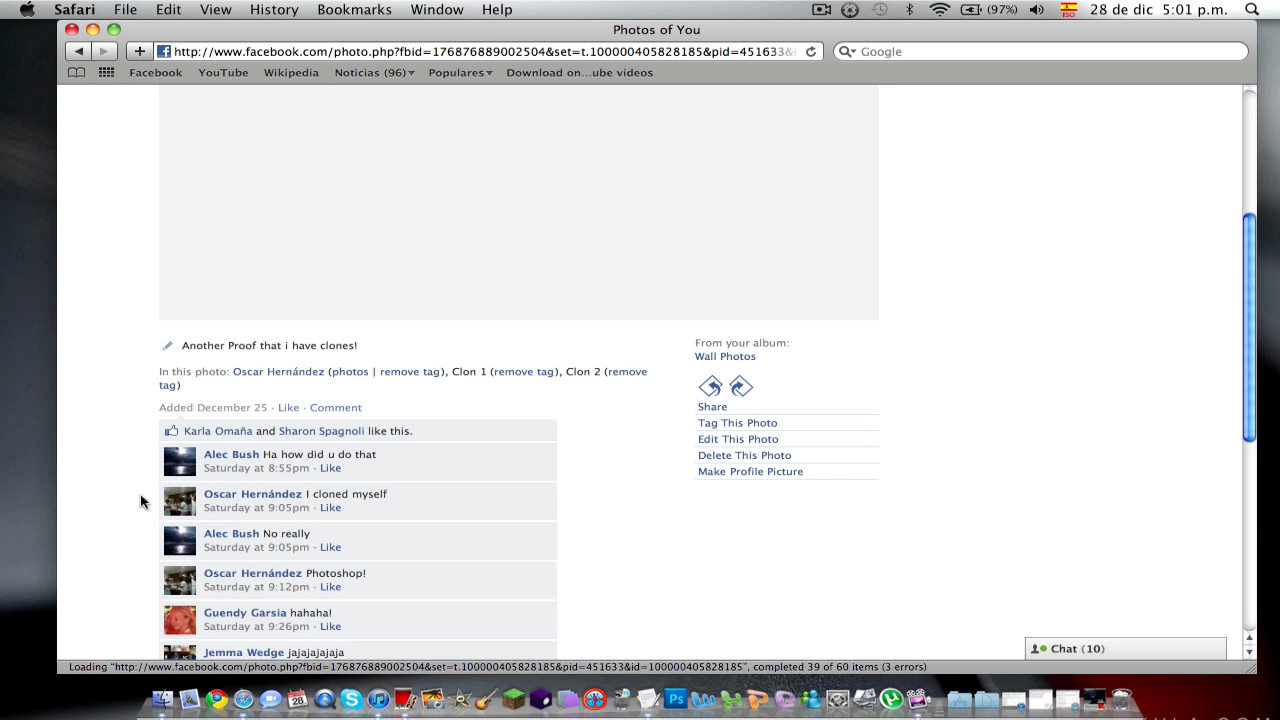 Safari File Edit View History Bookmarks Window Help (97%) ISO 28 de dic 5:01 p.m.
Photos of You
http://www.facebook.com/photo.php?fbid=176876889002504&set=t.100000405828185&pid=451633&i
Google
Facebook YouTube Wikipedia Noticias (96) Populares Download on...ube videos
Another Proof that i have clones!
In this photo: Oscar Hernández (photos | remove tag), Clon 1 (remove tag), Clon 2 (remove
tag)
Added December 25 · Like · Comment
Karla Omaña and Sharon Spagnoli like this.
Alec Bush Ha how did u do that
Saturday at 8:55pm · Like
Oscar Hernández I cloned myself
Saturday at 9:05pm · Like
Alec Bush No really
Saturday at 9:05pm · Like
Oscar Hernández Photoshop!
Saturday at 9:12pm · Like
Guendy Garsia hahaha!
Saturday at 9:26pm · Like
Jemma Wedge jajajajajaja
From your album:
Wall Photos
Share
Tag This Photo
Edit This Photo
Delete This Photo
Make Profile Picture
Chat (10)
Loading "http://www.facebook.com/photo.php?fbid=176876889002504&set=t.100000405828185&pid=451633&id=100000405828185", completed 39 of 60 items (3 errors)
28
Ps